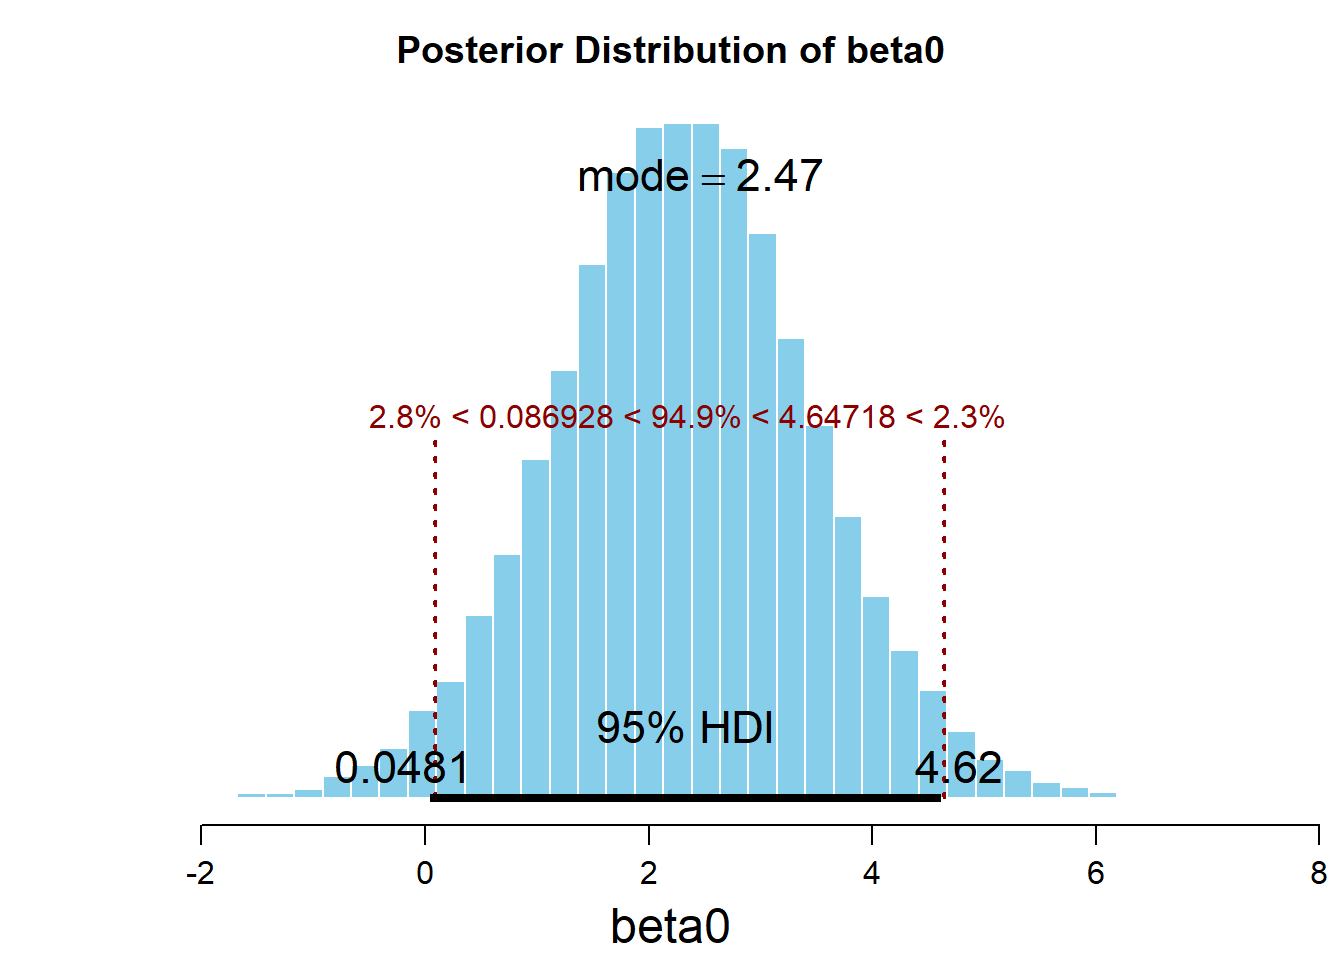 Posterior Distribution of beta0
mode = 2.47
2.8% < 0.086928 < 94.9% < 4.64718 < 2.3%
95% HDI
0.0481 4.62
-2 0 2 4 6 8
beta0